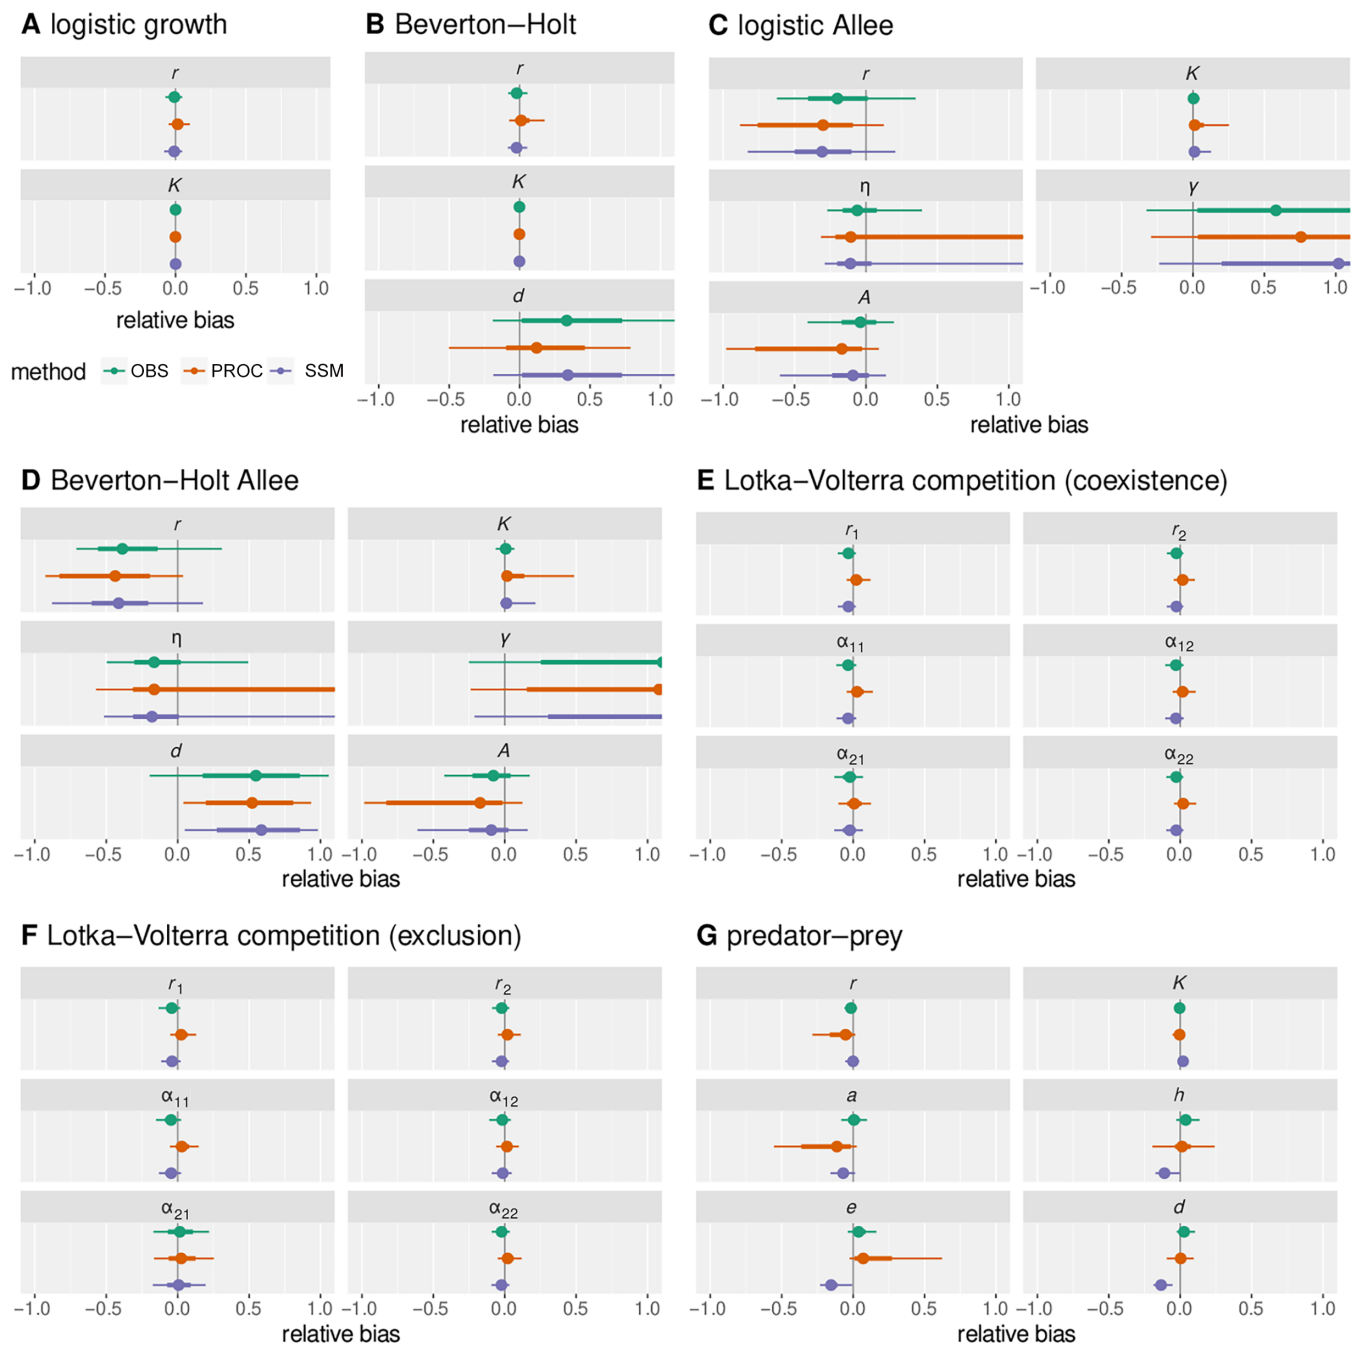 A logistic growth
r
K
−1.0 −0.5 0.0 0.5 1.0
relative bias
method OBS PROC SSM
B Beverton−Holt
r
K
d
−1.0 −0.5 0.0 0.5 1.0
relative bias
C logistic Allee
r K
η γ
−1.0 −0.5 0.0 0.5 1.0
A
−1.0 −0.5 0.0 0.5 1.0
relative bias
D Beverton−Holt Allee
r K
η γ
d A
−1.0 −0.5 0.0 0.5 1.0 −1.0 −0.5 0.0 0.5 1.0
relative bias
E Lotka−Volterra competition (coexistence)
r1 r2
α11 α12
α21 α22
−1.0 −0.5 0.0 0.5 1.0 −1.0 −0.5 0.0 0.5 1.0
relative bias
F Lotka−Volterra competition (exclusion)
r1 r2
α11 α12
α21 α22
−1.0 −0.5 0.0 0.5 1.0 −1.0 −0.5 0.0 0.5 1.0
relative bias
G predator−prey
r K
a h
e d
−1.0 −0.5 0.0 0.5 1.0 −1.0 −0.5 0.0 0.5 1.0
relative bias